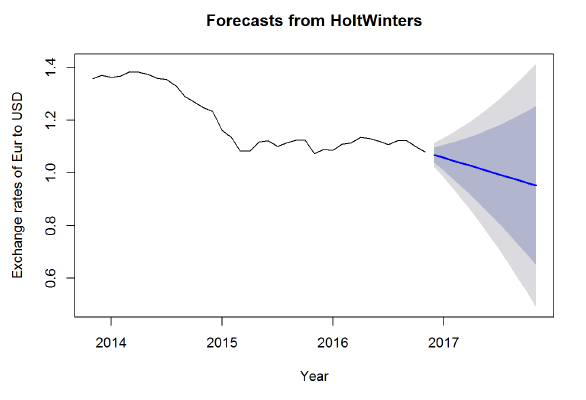 Forecasts from HoltWinters
Exchange rates of Eur to USD
1.4
1.2
1.0
0.8
0.6
2014 2015 2016 2017
Year